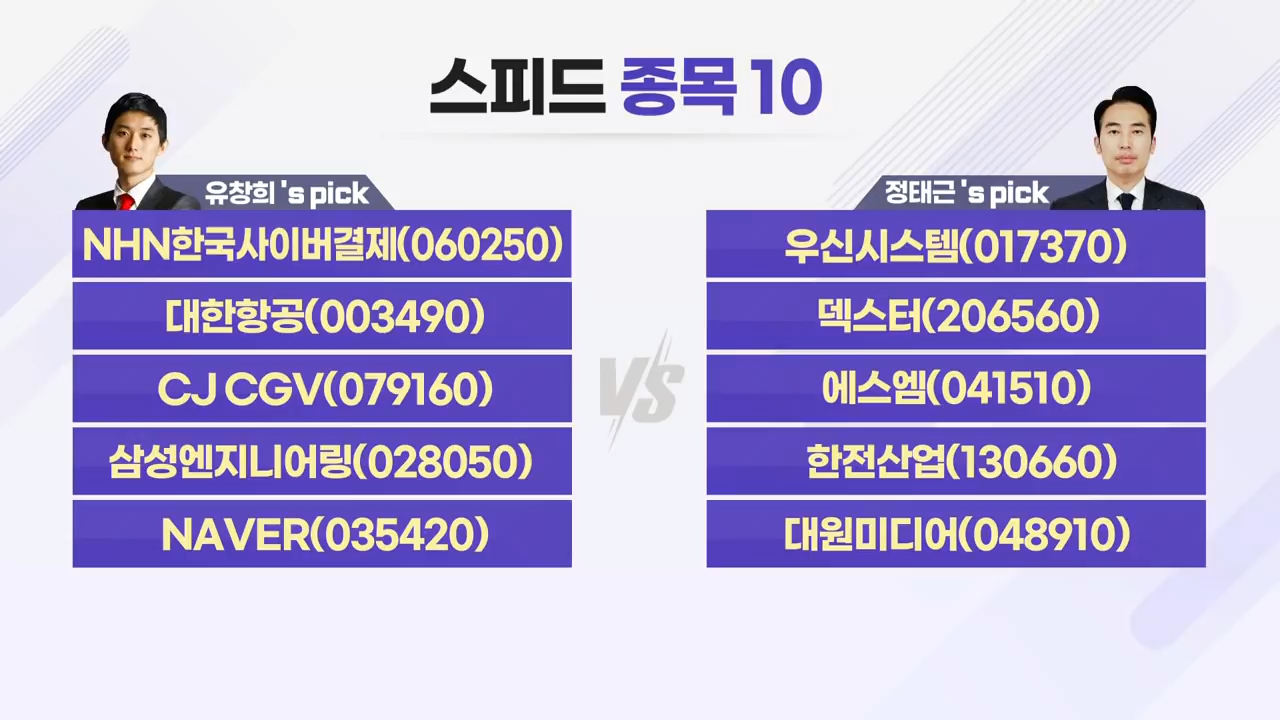 스피드 종목 10
유창희 's pick
NHN한국사이버결제(060250)
대한항공(003490)
CJ CGV(079160)
삼성엔지니어링(028050)
NAVER(035420)
VS
정태근 's pick
우신시스템(017370)
덱스터(206560)
에스엠(041510)
한전산업(130660)
대원미디어(048910)